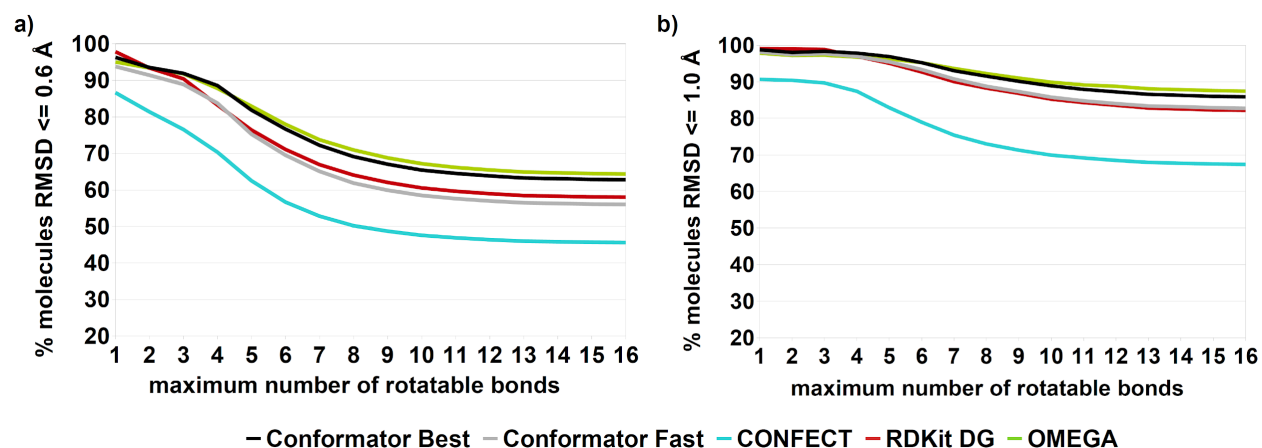 a)
% molecules RMSD <= 0.6 Å
100
90
80
70
60
50
40
30
20
1 2 3 4 5 6 7 8 9 10 11 12 13 14 15 16
maximum number of rotatable bonds
b)
% molecules RMSD <= 1.0 Å
100
90
80
70
60
50
40
30
20
1 2 3 4 5 6 7 8 9 10 11 12 13 14 15 16
maximum number of rotatable bonds
Conformator Best Conformator Fast CONFECT RDKit DG OMEGA